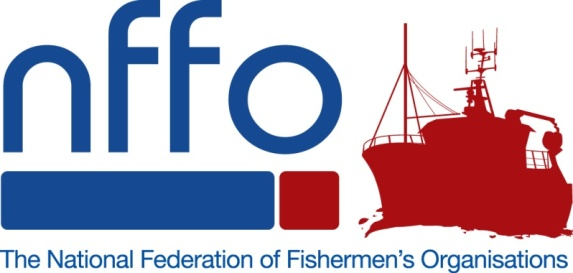 nffo
The National Federation of Fishermen's Organisations